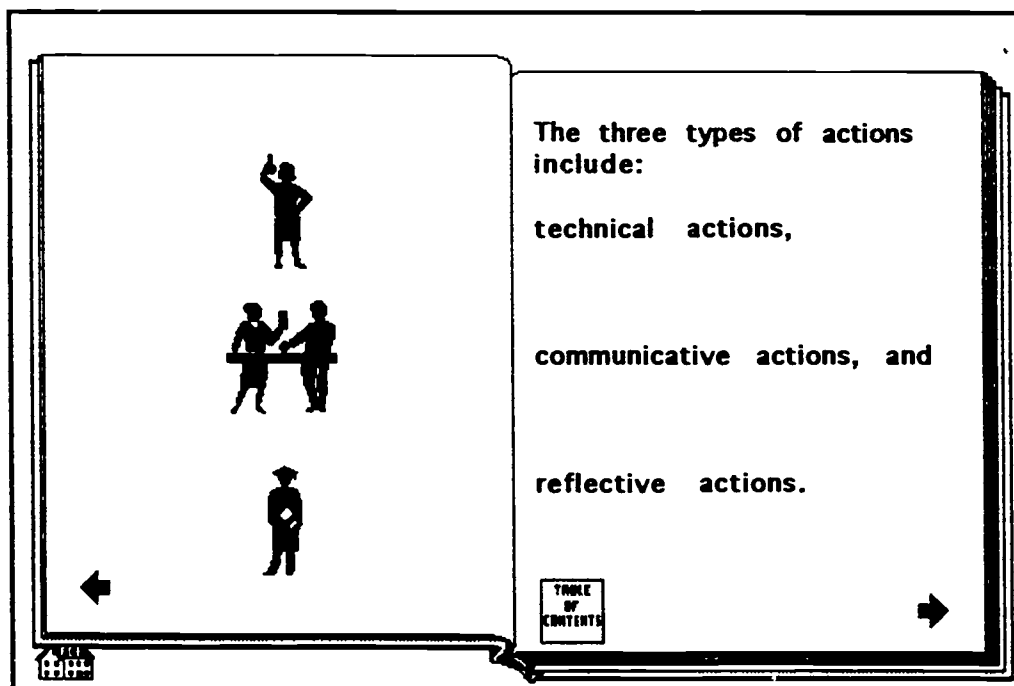 The three types of actions
include:
technical actions,
communicative actions, and
reflective actions.
TABLE
OF
CONTENTS